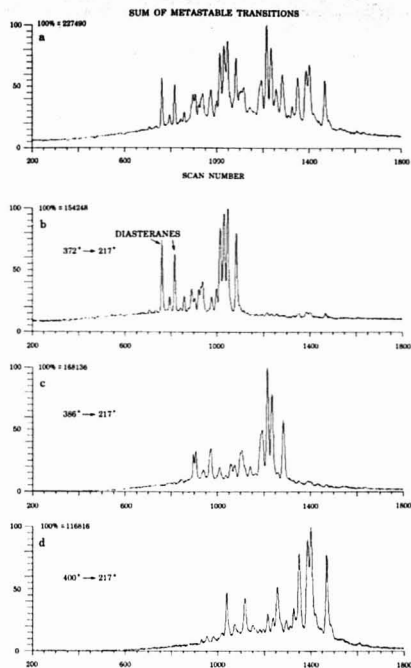 SUM OF METASTABLE TRANSITIONS
100
100% = 227490
a
50
0
200
600
1000
1400
1800
SCAN NUMBER
100
100% = 154248
b
DIASTERANES
372⁺ → 217⁺
50
0
200
600
1000
1400
1800
100
100% = 168136
c
386⁺ → 217⁺
50
0
200
600
1000
1400
1800
100
100% = 116816
d
400⁺ → 217⁺
50
0
200
600
1000
1400
1800